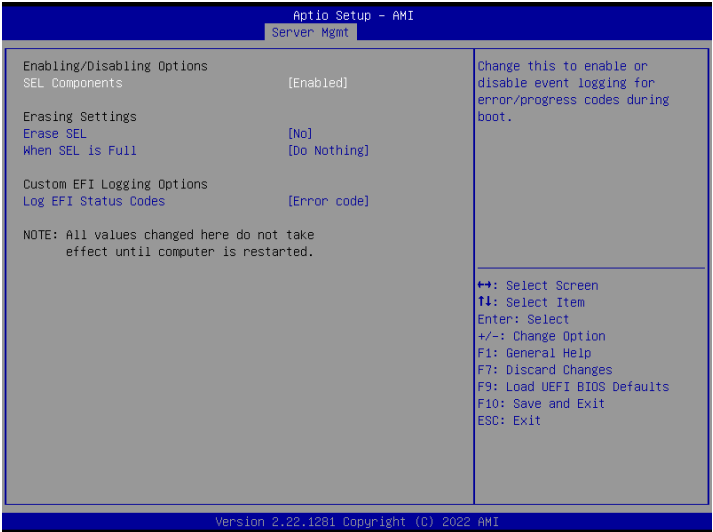 Aptio Setup – AMI
Server Mgmt
Enabling/Disabling Options
SEL Components [Enabled]
Erasing Settings
Erase SEL [No]
When SEL is Full [Do Nothing]
Custom EFI Logging Options
Log EFI Status Codes [Error code]
NOTE: All values changed here do not take
effect until computer is restarted.
Change this to enable or
disable event logging for
error/progress codes during
boot.
↔: Select Screen
↑↓: Select Item
Enter: Select
+/-: Change Option
F1: General Help
F7: Discard Changes
F9: Load UEFI BIOS Defaults
F10: Save and Exit
ESC: Exit
Version 2.22.1281 Copyright (C) 2022 AMI